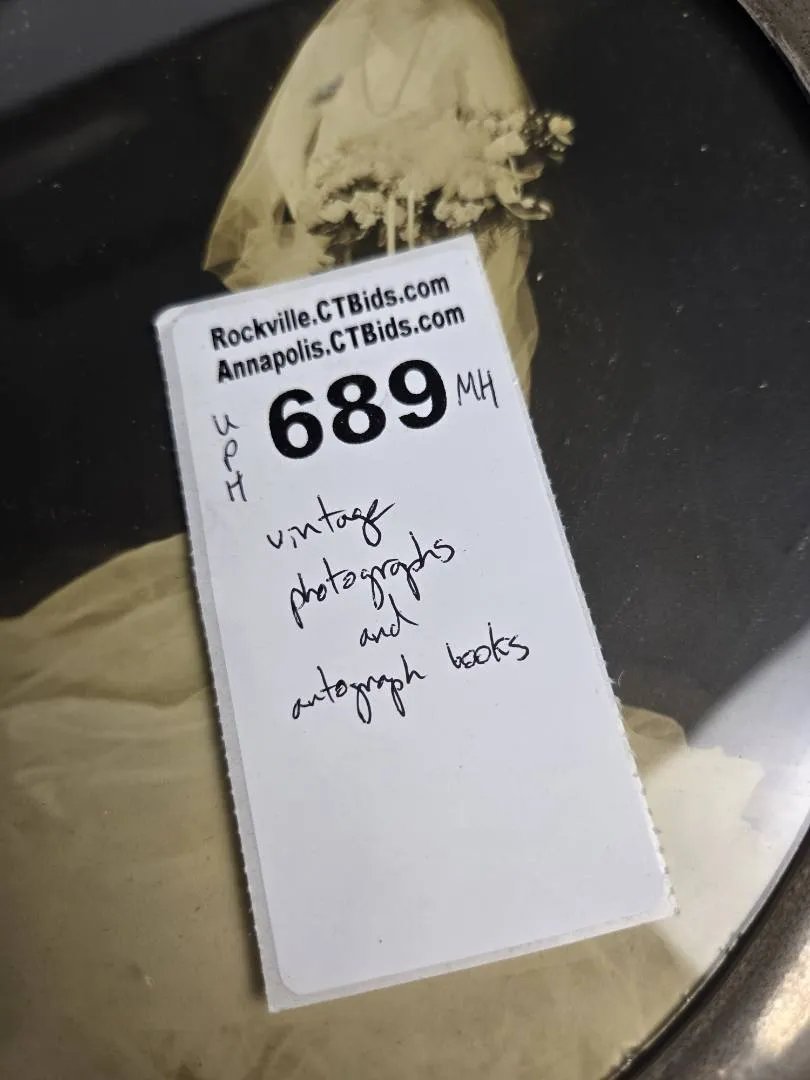 Rockville.CTBids.com
Annapolis.CTBids.com
689 MH
UPH
vintage
photographs
and
autograph books